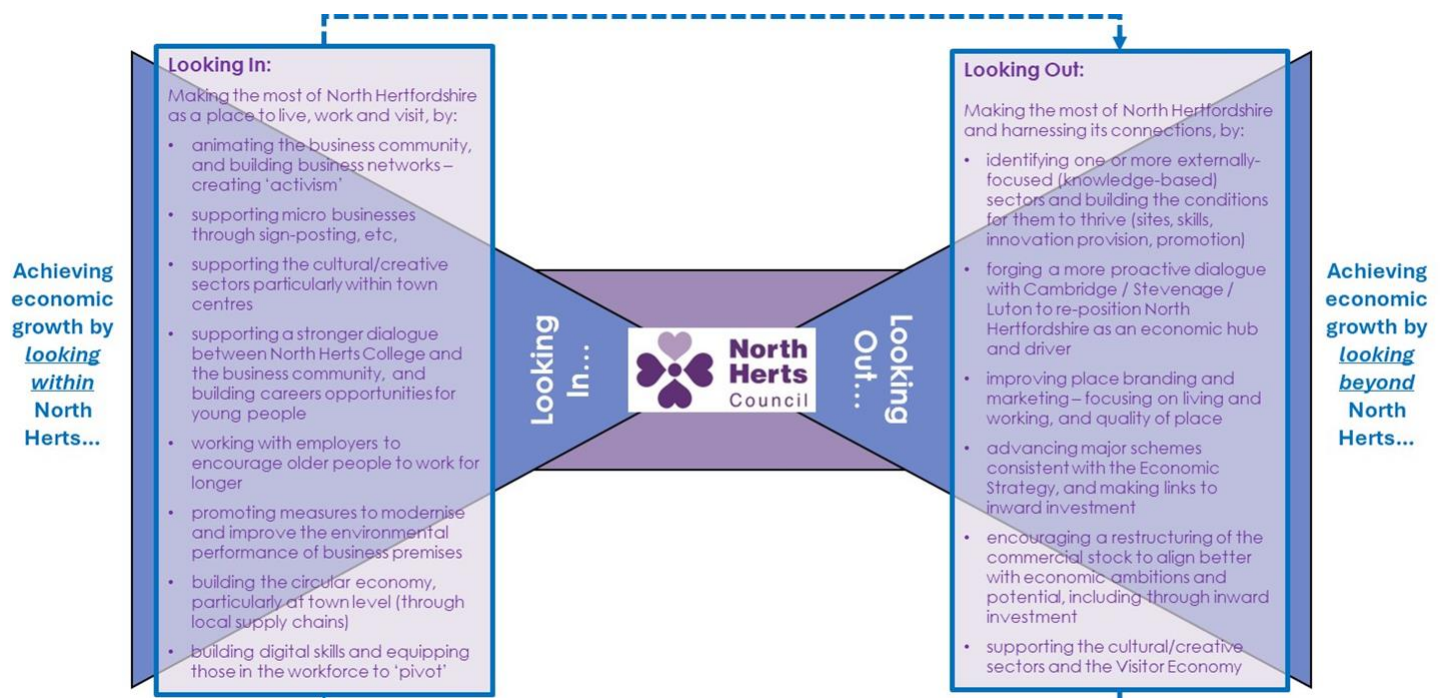 Looking In:
Making the most of North Hertfordshire
as a place to live, work and visit, by:
• animating the business community,
and building business networks –
creating ‘activism’
• supporting micro businesses
through sign-posting, etc,
• supporting the cultural/creative
sectors particularly within town
centres
• supporting a stronger dialogue
between North Herts College and
the business community, and
building careers opportunities for
young people
• working with employers to
encourage older people to work for
longer
• promoting measures to modernise
and improve the environmental
performance of business premises
• building the circular economy,
particularly at town level (through
local supply chains)
• building digital skills and equipping
those in the workforce to ‘pivot’
Achieving
economic
growth by
looking
within
North
Herts...
Looking
In...
North
Herts
Council
Looking
Out...
Looking Out:
Making the most of North Hertfordshire
and harnessing its connections, by:
• identifying one or more externally-
focused (knowledge-based)
sectors and building the conditions
for them to thrive (sites, skills,
innovation provision, promotion)
• forging a more proactive dialogue
with Cambridge / Stevenage /
Luton to re-position North
Hertfordshire as an economic hub
and driver
• improving place branding and
marketing – focusing on living and
working, and quality of place
• advancing major schemes
consistent with the Economic
Strategy, and making links to
inward investment
• encouraging a restructuring of the
commercial stock to align better
with economic ambitions and
potential, including through inward
investment
• supporting the cultural/creative
sectors and the Visitor Economy
Achieving
economic
growth by
looking
beyond
North
Herts...